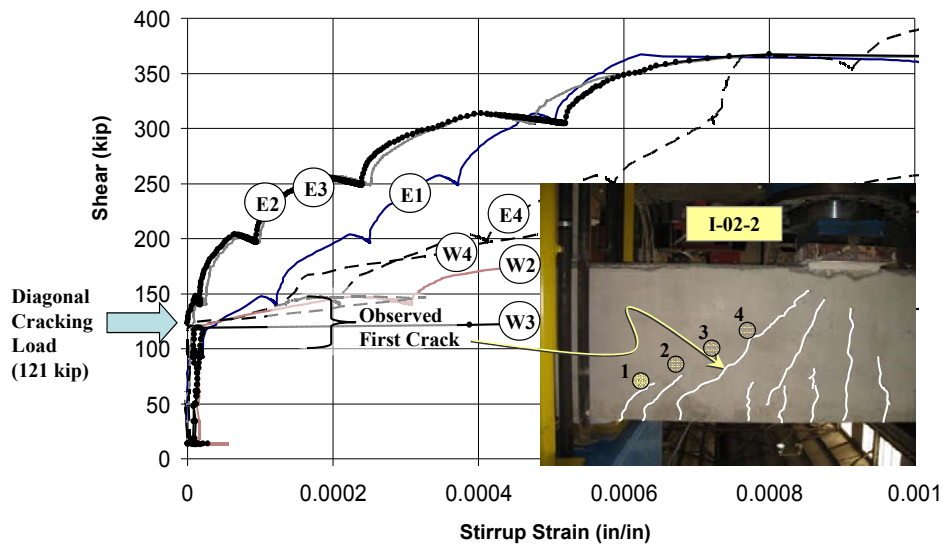 400
350
300
250
200
150
100
50
0
Shear (kip)
0
0.0002
0.0004
0.0006
0.0008
0.001
Stirrup Strain (in/in)
Diagonal
Cracking
Load
(121 kip)
E2
E3
E1
E4
W4
W2
W3
Observed
First Crack
I-02-2
1
2
3
4